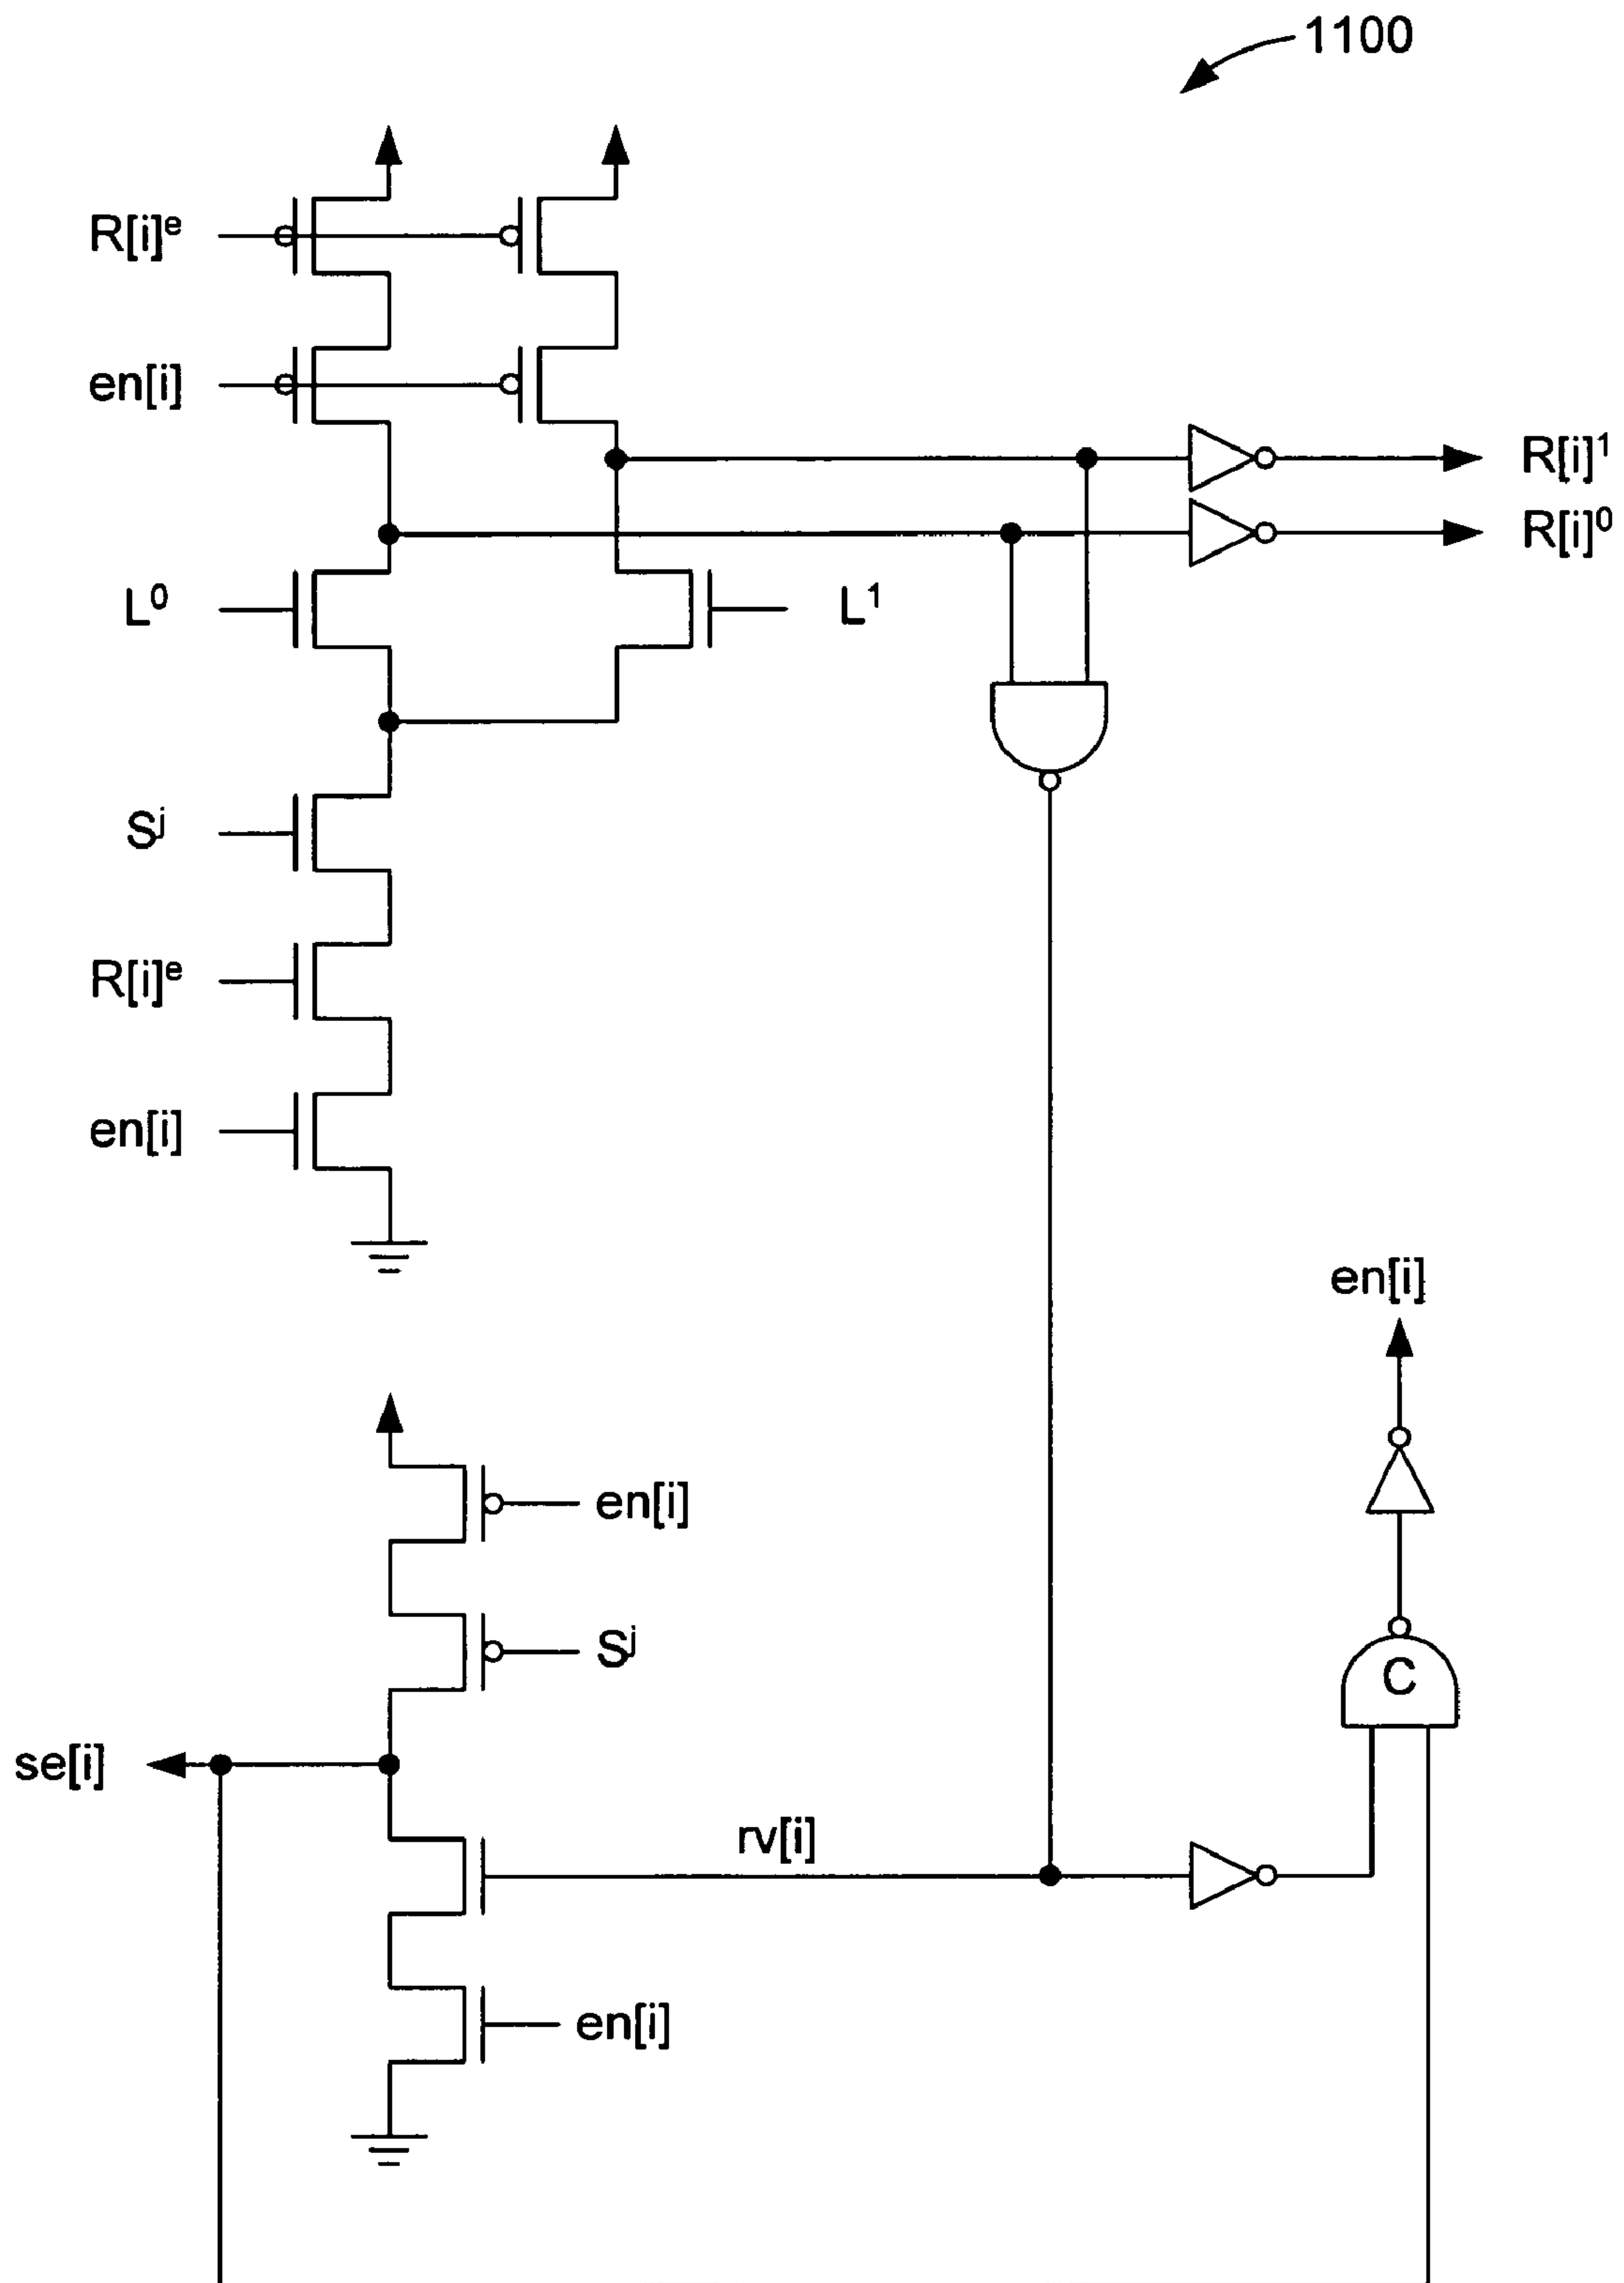 1100
R[i]ᵉ
en[i]
R[i]¹
R[i]⁰
L⁰
L¹
Sʲ
R[i]ᵉ
en[i]
en[i]
en[i]
Sʲ
C
se[i]
rv[i]
en[i]